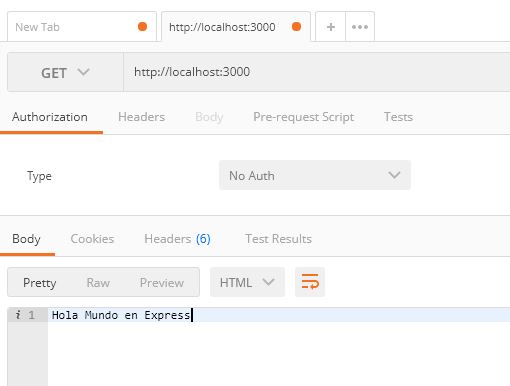 New Tab http://localhost:3000 + •••
GET http://localhost:3000
Authorization Headers Body Pre-request Script Tests
Type No Auth
Body Cookies Headers (6) Test Results
Pretty Raw Preview HTML
i 1 Hola Mundo en Express